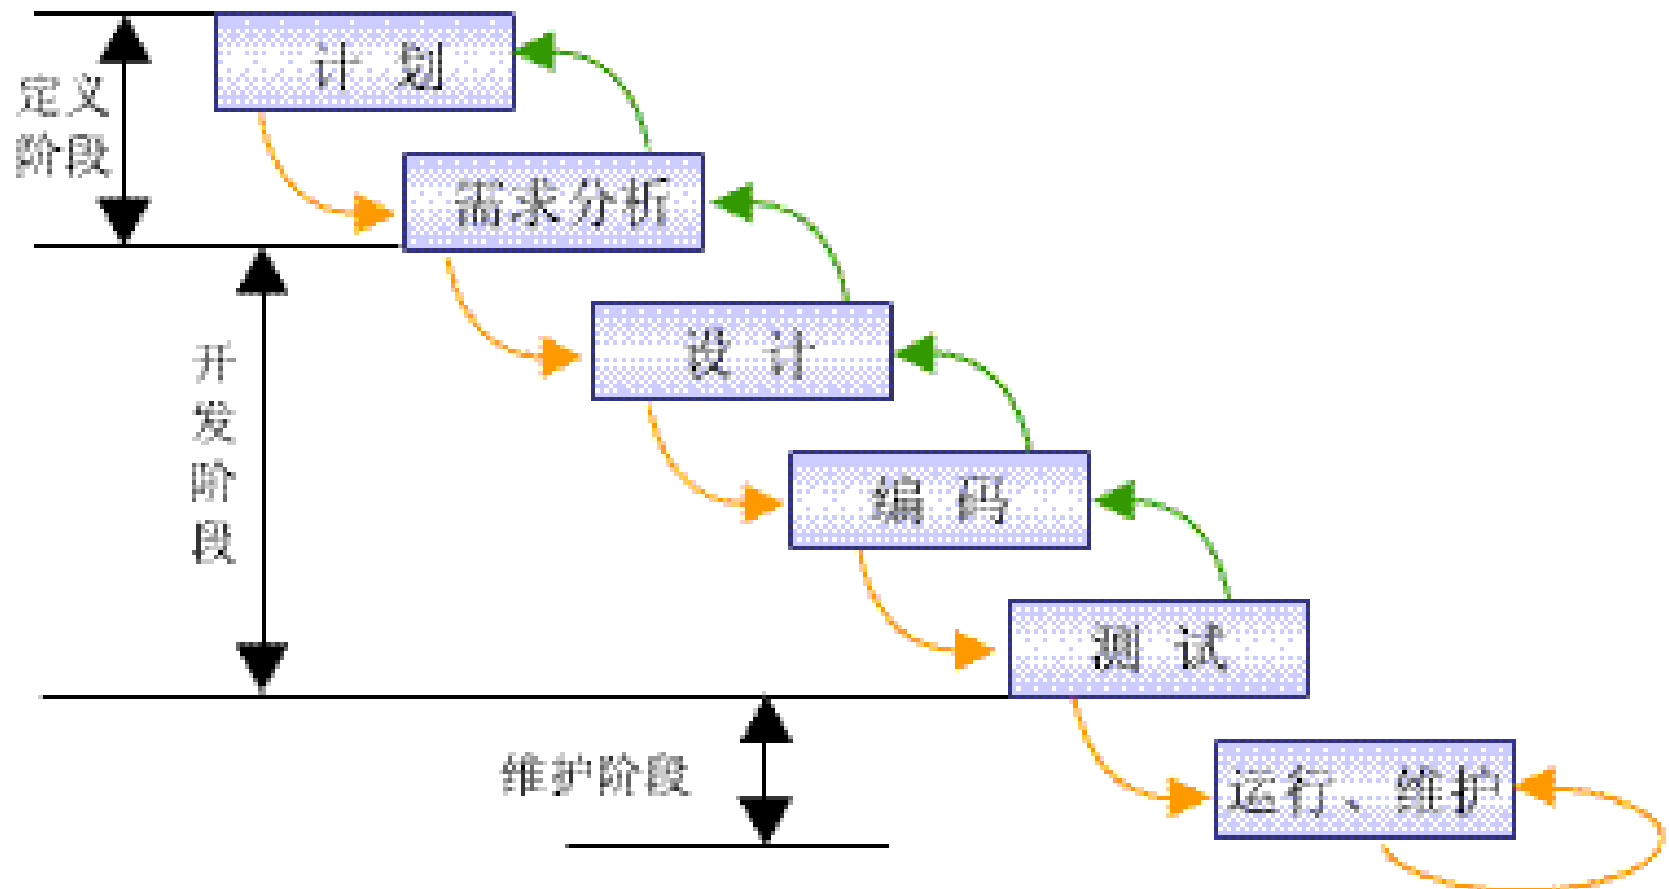 计 划
定义
阶段
需求分析
开
发
阶
段
设 计
编 码
测 试
维护阶段
运行、维护